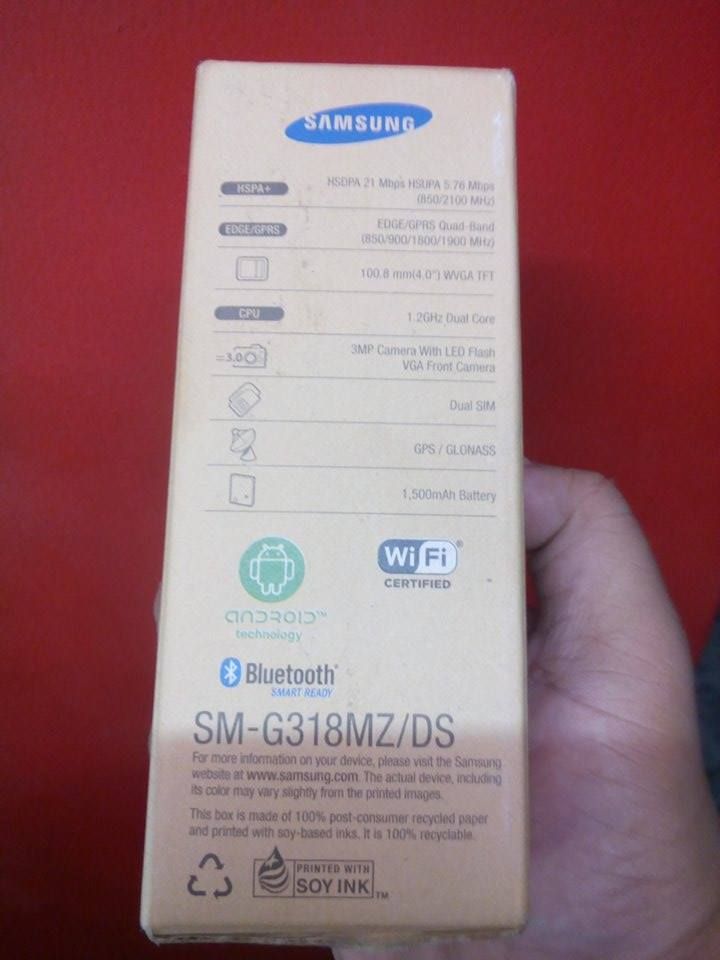 SAMSUNG
HSPA+ HSDPA 21 Mbps HSUPA 5.76 Mbps
(850/2100 MHz)
EDGE/GPRS EDGE/GPRS Quad-Band
(850/900/1800/1900 MHz)
100.8 mm(4.0") WVGA TFT
CPU 1.2GHz Dual Core
=3.0 3MP Camera With LED Flash
VGA Front Camera
Dual SIM
GPS / GLONASS
1,500mAh Battery
WiFi®
CERTIFIED
ANDROID™
technology
Bluetooth®
SMART READY
SM-G318MZ/DS
For more information on your device, please visit the Samsung
website at www.samsung.com. The actual device, including
its color may vary slightly from the printed images.
This box is made of 100% post-consumer recycled paper
and printed with soy-based inks. It is 100% recyclable.
PRINTED WITH
SOY INK™